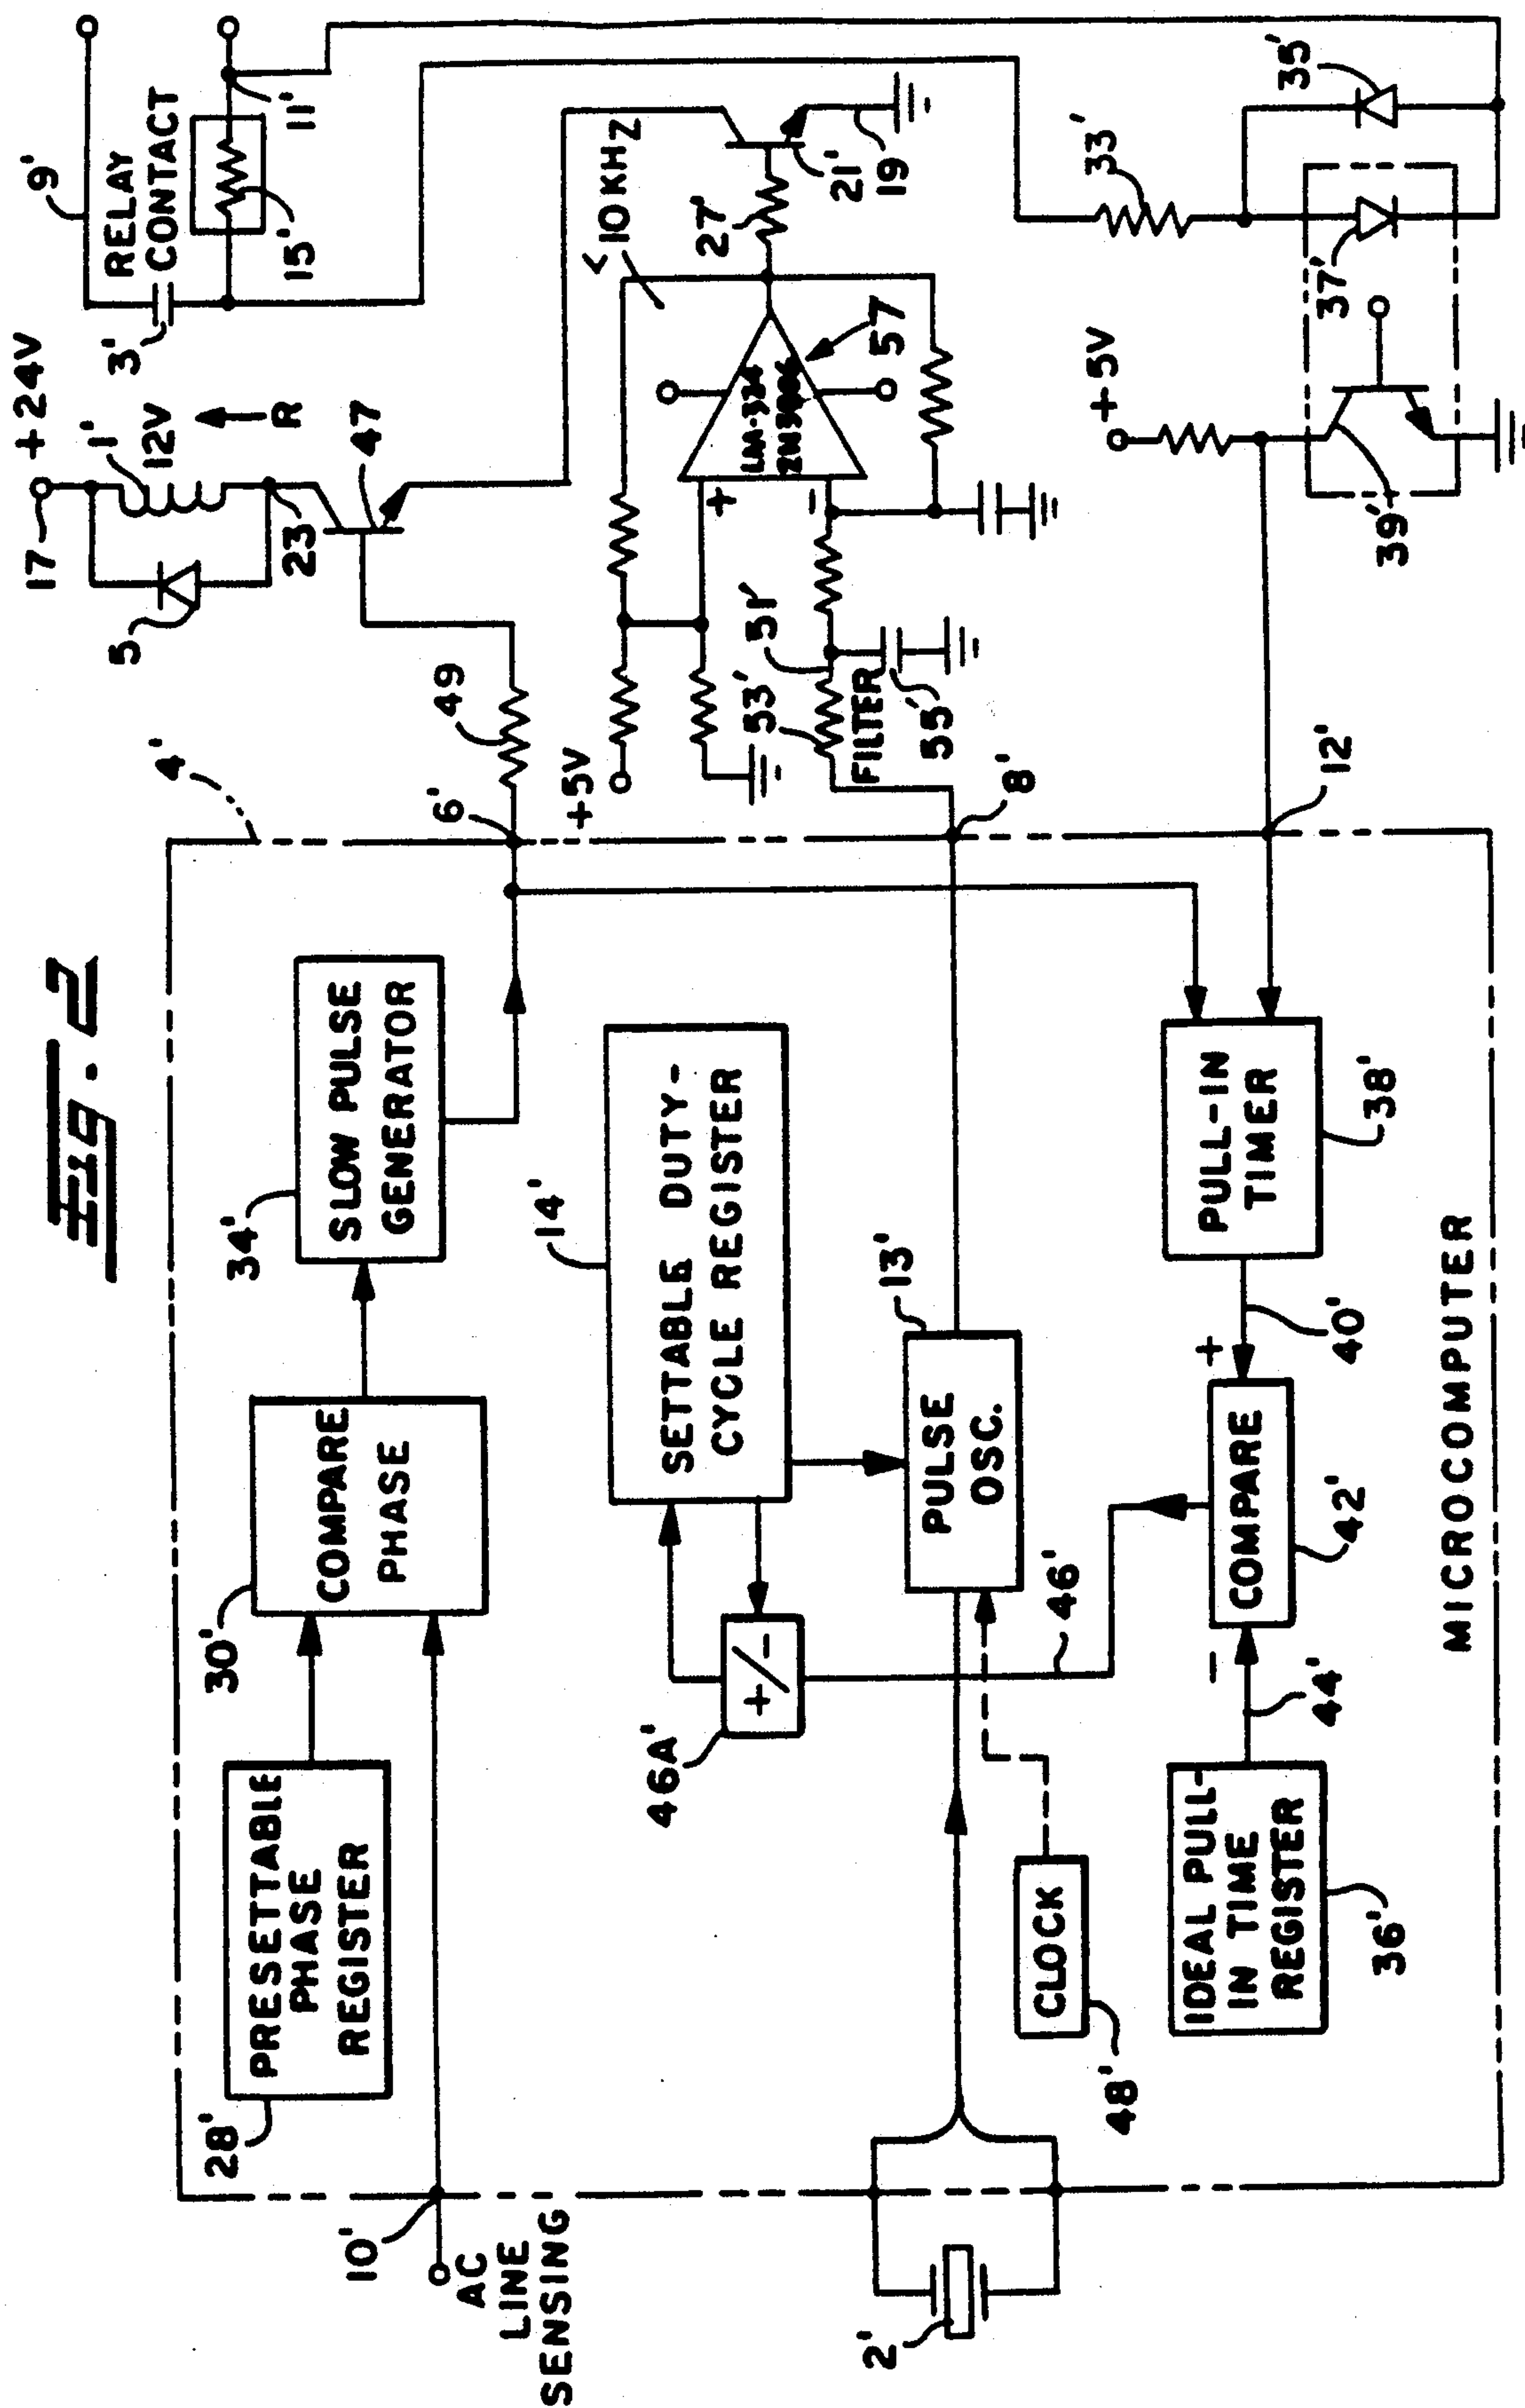 FIG. 2
4'
MICROCOMPUTER
28'
PRESETTABLE
PHASE
REGISTER
30'
COMPARE
PHASE
34'
SLOW PULSE
GENERATOR
6'
49
10'
AC
LINE
SENSING
14'
SETTABLE DUTY-
CYCLE REGISTER
46A'
+/-
13'
PULSE
OSC.
46'
2'
48'
CLOCK
8'
IDEAL PULL-
IN TIME
REGISTER
36'
44'
-
COMPARE
42'
+
40'
PULL-IN
TIMER
38'
12'
17
+24V
1'
12V
R
5
23
47
9'
RELAY
CONTACT
3'
15'
11'
+5V
53'
51'
FILTER
55'
+
-
LM-324
57
< 10 KHZ
27'
21'
19
33'
35'
37'
39'
+5V